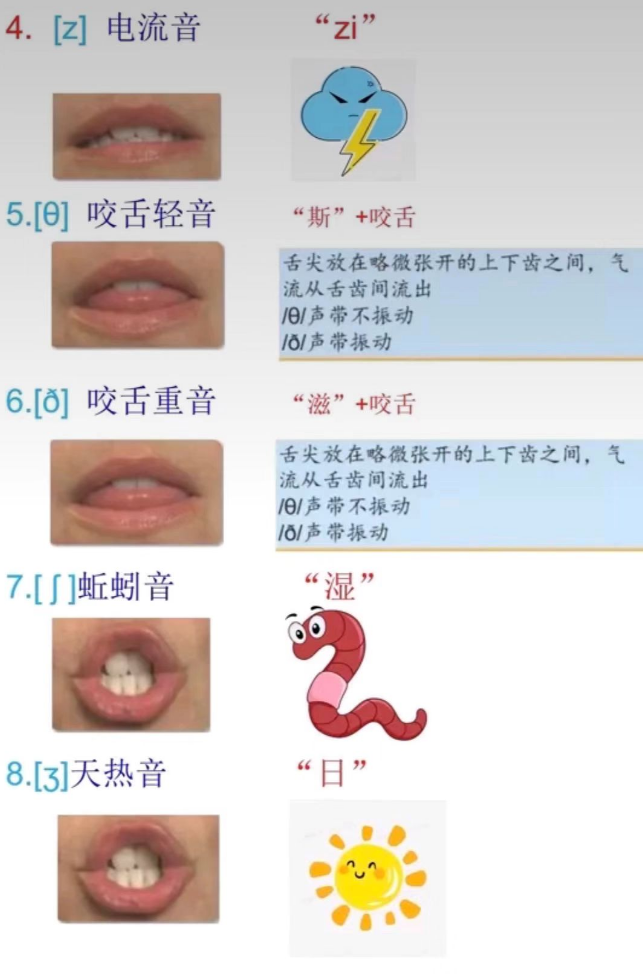 4. [z] 电流音 “zi”
5.[θ] 咬舌轻音 “斯”+咬舌
舌尖放在略微张开的上下齿之间，气
流从舌齿间流出
/θ/声带不振动
/ð/声带振动
6.[ð] 咬舌重音 “滋”+咬舌
舌尖放在略微张开的上下齿之间，气
流从舌齿间流出
/θ/声带不振动
/ð/声带振动
7.[ʃ]蚯蚓音 “湿”
8.[ʒ]天热音 “日”